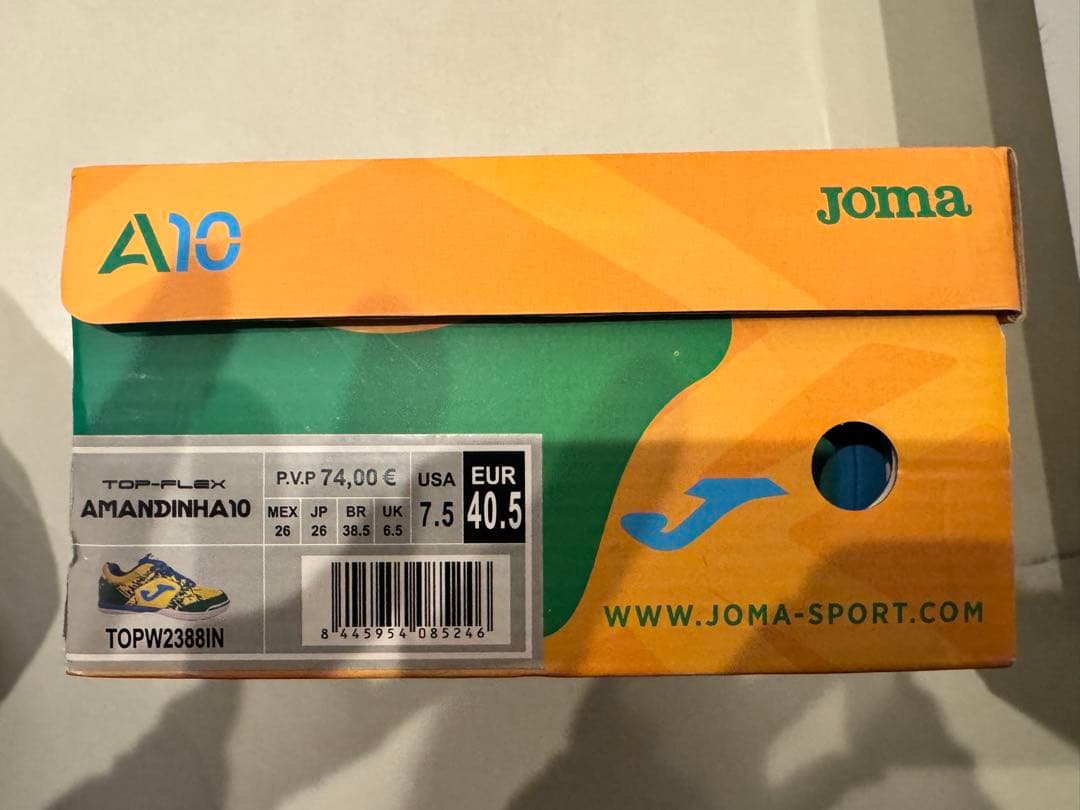 A10
Joma
TOP-FLEX
AMANDINHA10
P.V.P 74,00 €
MEX JP BR UK
26 26 38.5 6.5
USA
7.5
EUR
40.5
TOPW2388IN
8 445954 085246
WWW.JOMA-SPORT.COM